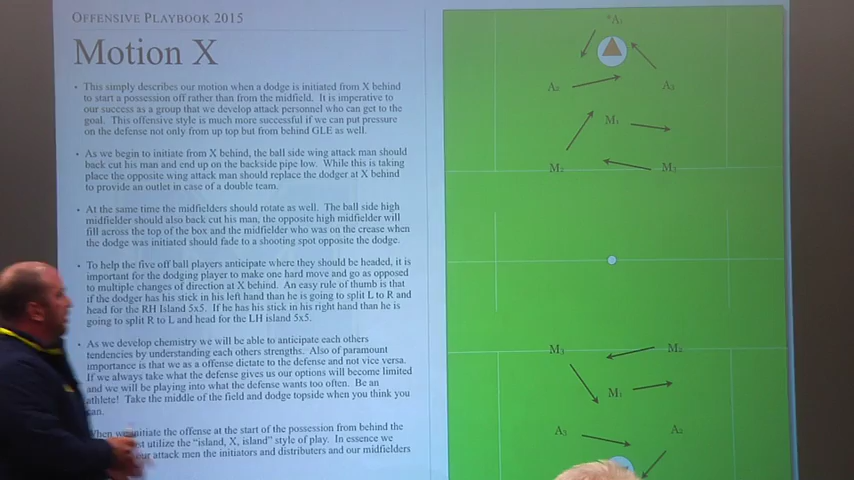 OFFENSIVE PLAYBOOK 2015
Motion X
• This simply describes our motion when a dodge is initiated from X behind
to start a possession off rather than from the midfield. It is imperative to
our success as a group that we develop attack personnel who can get to the
goal. This offensive style is much more successful if we can put pressure
on the defense not only from up top but from behind GLE as well.
• As we begin to initiate from X behind, the ball side wing attack man should
back cut his man and end up on the backside pipe low. While this is taking
place the opposite wing attack man should replace the dodger at X behind
to provide an outlet in case of a double team.
• At the same time the midfielders should rotate as well. The ball side high
midfielder should also back cut his man, the opposite high midfielder will
fill across the top of the box and the midfielder who was on the crease when
the dodge was initiated should fade to a shooting spot opposite the dodge.
• To help the five off ball players anticipate where they should be headed, it is
important for the dodging player to make one hard move and go as opposed
to multiple changes of direction at X behind. An easy rule of thumb is that
if the dodger has his stick in his left hand than he is going to split L to R and
head for the RH Island 5x5. If he has his stick in his right hand than he is
going to split R to L and head for the LH island 5x5.
• As we develop chemistry we will be able to anticipate each others
tendencies by understanding each others strengths. Also of paramount
importance is that we as a offense dictate to the defense and not vice versa.
If we always take what the defense gives us our options will become limited
and we will be playing into what the defense wants too often. Be an
athlete! Take the middle of the field and dodge topside when you think you
can.
When we initiate the offense at the start of the possession from behind the
utilize the "island, X, island" style of play. In essence we
our attack men the initiators and distributors and our midfielders
*A1
A2 A3
M1
M2 M3
M3 M2
M1
A3 A2